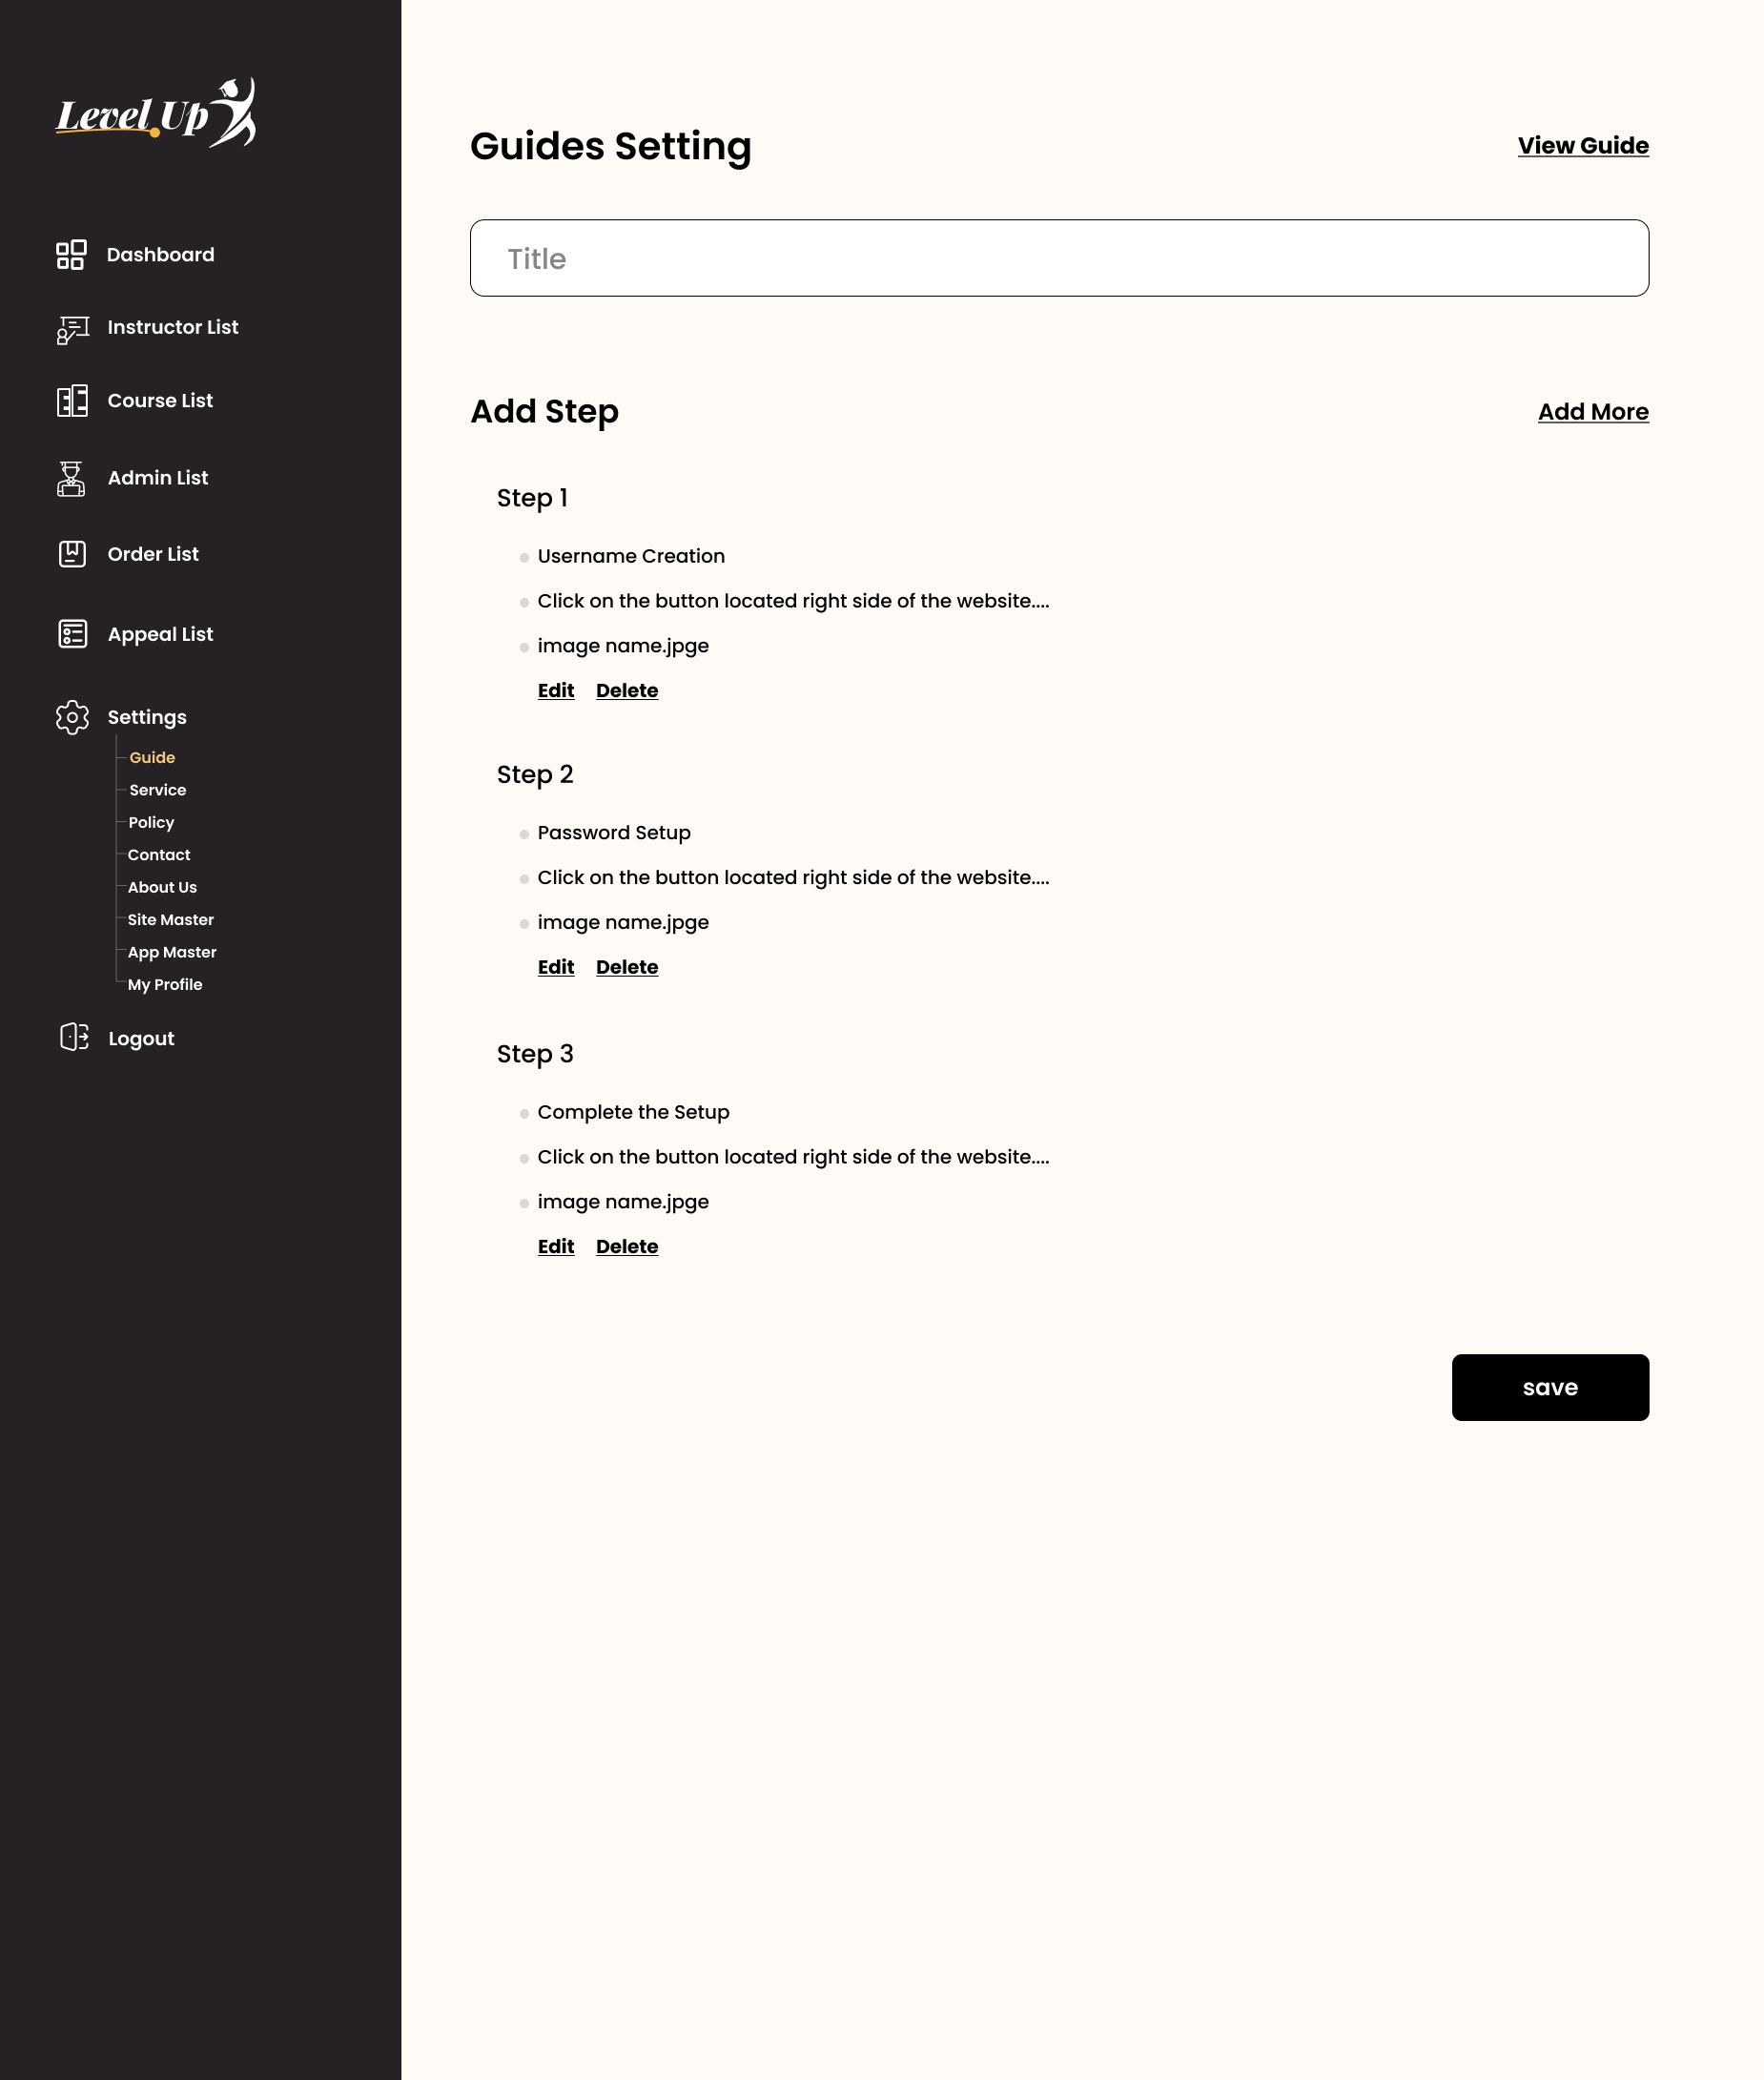 Level Up
Dashboard
Instructor List
Course List
Admin List
Order List
Appeal List
Settings
Guide
Service
Policy
Contact
About Us
Site Master
App Master
My Profile
Logout
Guides Setting
View Guide
Title
Add Step
Add More
Step 1
Username Creation
Click on the button located right side of the website....
image name.jpge
Edit Delete
Step 2
Password Setup
Click on the button located right side of the website....
image name.jpge
Edit Delete
Step 3
Complete the Setup
Click on the button located right side of the website....
image name.jpge
Edit Delete
save